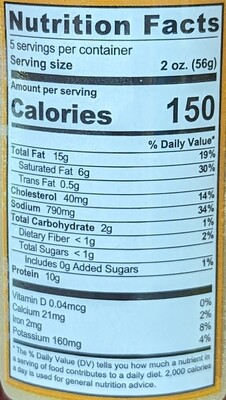 Nutrition Facts
5 servings per container
Serving size 2 oz. (56g)
Amount per serving
Calories 150
% Daily Value*
Total Fat 15g 19%
Saturated Fat 6g 30%
Trans Fat 0.5g
Cholesterol 40mg 14%
Sodium 790mg 34%
Total Carbohydrate 2g 1%
Dietary Fiber < 1g 2%
Total Sugars < 1g
Includes 0g Added Sugars 1%
Protein 10g
Vitamin D 0.04mcg 0%
Calcium 21mg 2%
Iron 2mg 8%
Potassium 160mg 4%
*The % Daily Value (DV) tells you how much a nutrient in
a serving of food contributes to a daily diet. 2,000 calories
a day is used for general nutrition advice.